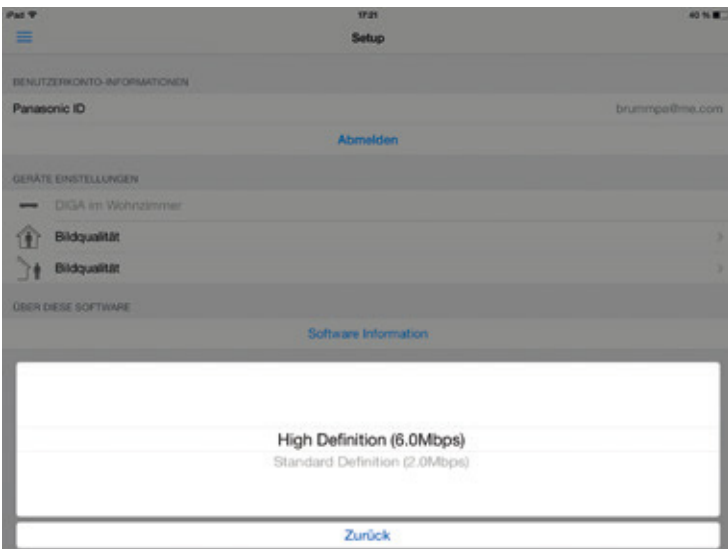 iPad 17:21 40 %
Setup
BENUTZERKONTO-INFORMATIONEN
Panasonic ID brummpa@me.com
Abmelden
GERÄTE EINSTELLUNGEN
DIGA im Wohnzimmer
Bildqualität
Bildqualität
ÜBER DIESE SOFTWARE
Software Information
High Definition (6.0Mbps)
Standard Definition (2.0Mbps)
Zurück